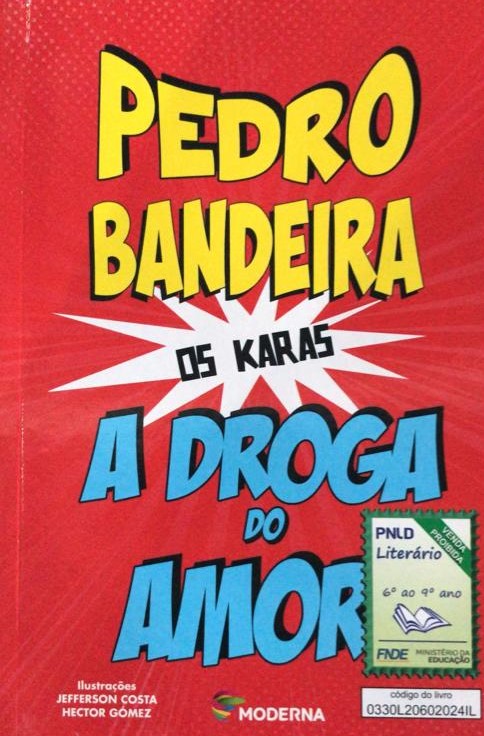 PEDRO
BANDEIRA
OS KARAS
A DROGA
DO
AMOR
PNLD
Literário
VENDA
PROIBIDA
6º ao 9º ano
FNDE
MINISTÉRIO DA
EDUCAÇÃO
código do livro
0330L20602024IL
Ilustrações
JEFFERSON COSTA
HECTOR GÓMEZ
MODERNA